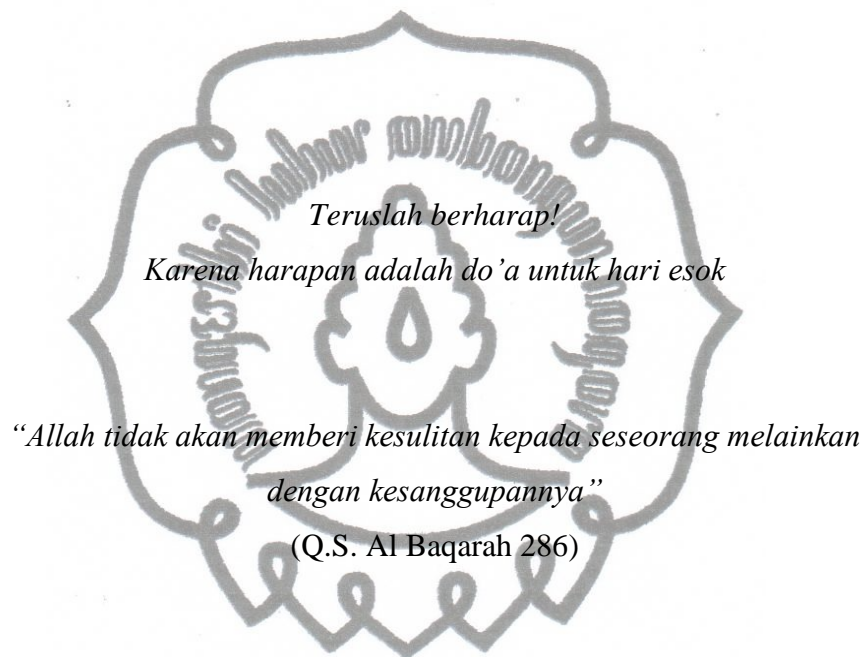 Teruslah berharap!
Karena harapan adalah do’a untuk hari esok
“Allah tidak akan memberi kesulitan kepada seseorang melainkan
dengan kesanggupannya”
(Q.S. Al Baqarah 286)